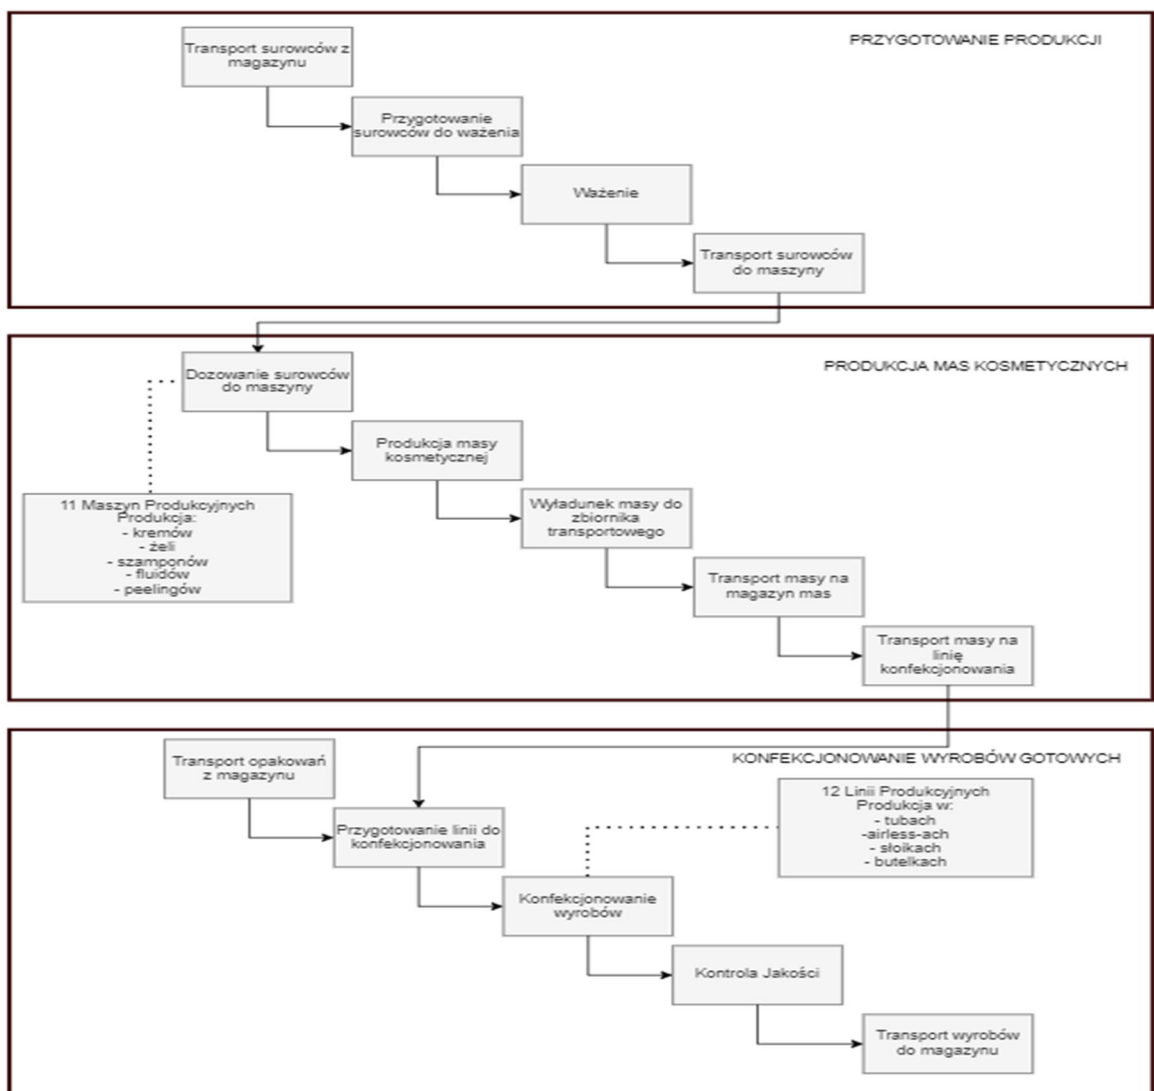 PRZYGOTOWANIE PRODUKCJI
Transport surowców z
magazynu
Przygotowanie
surowców do ważenia
Ważenie
Transport surowców
do maszyny
PRODUKCJA MAS KOSMETYCZNYCH
Dozowanie surowców
do maszyny
Produkcja masy
kosmetycznej
11 Maszyn Produkcyjnych
Produkcja:
- kremów
- żeli
- szamponów
- fluidów
- peelingów
Wyładunek masy do
zbiornika
transportowego
Transport masy na
magazyn mas
Transport masy na
linię
konfekcjonowania
KONFEKCJONOWANIE WYROBÓW GOTOWYCH
Transport opakowań
z magazynu
12 Linii Produkcyjnych
Produkcja w:
- tubach
-airless-ach
- słoikach
- butelkach
Przygotowanie linii do
konfekcjonowania
Konfekcjonowanie
wyrobów
Kontrola Jakości
Transport wyrobów
do magazynu